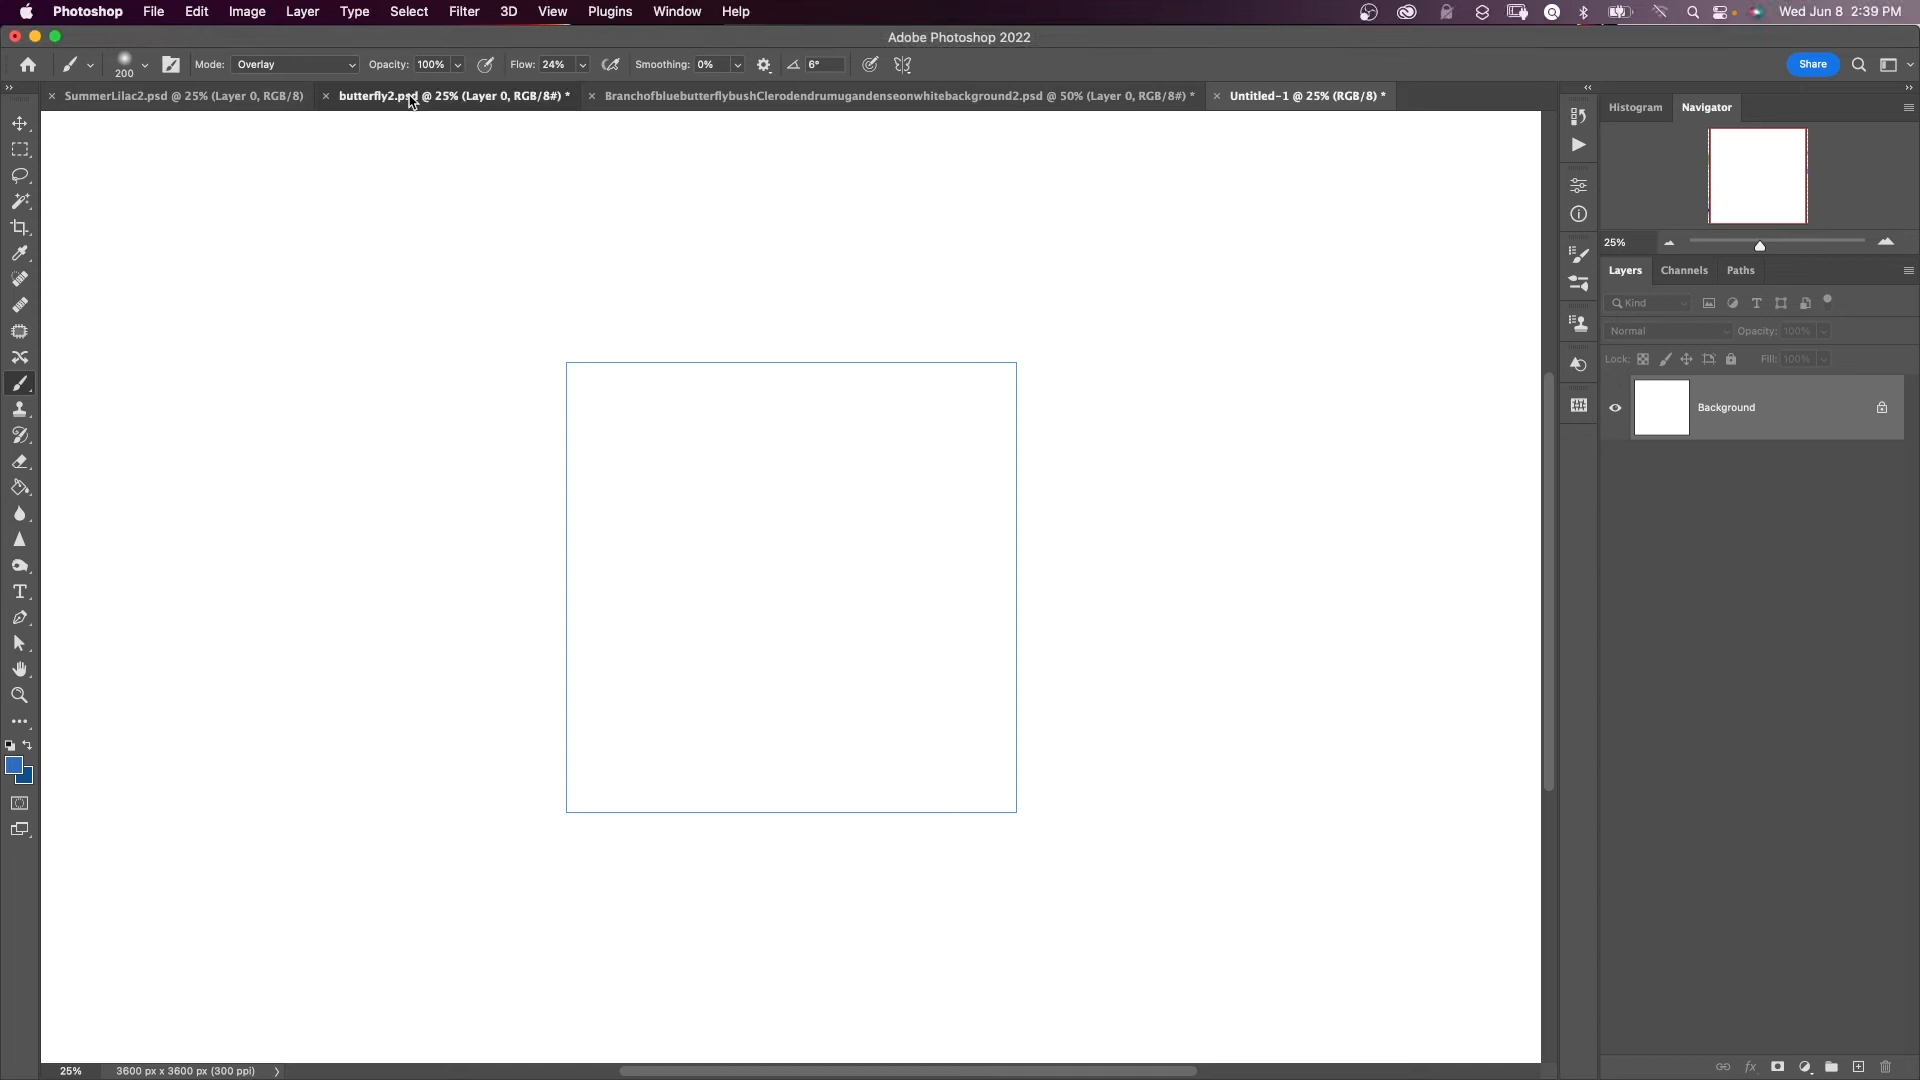 Photoshop File Edit Image Layer Type Select Filter 3D View Plugins Window Help Wed Jun 8 2:39 PM
Adobe Photoshop 2022
200 Mode: Overlay Opacity: 100% Flow: 24% Smoothing: 0% 6° Share
SummerLilac2.psd @ 25% (Layer 0, RGB/8) butterfly2.psd @ 25% (Layer 0, RGB/8#) * BranchofbluebutterflybushClerodendrumugandenseonwhitebackground2.psd @ 50% (Layer 0, RGB/8#) * Untitled-1 @ 25% (RGB/8) *
Histogram Navigator
25%
Layers Channels Paths
Kind
Normal Opacity: 100%
Lock: Fill: 100%
Background
25% 3600 px x 3600 px (300 ppi)